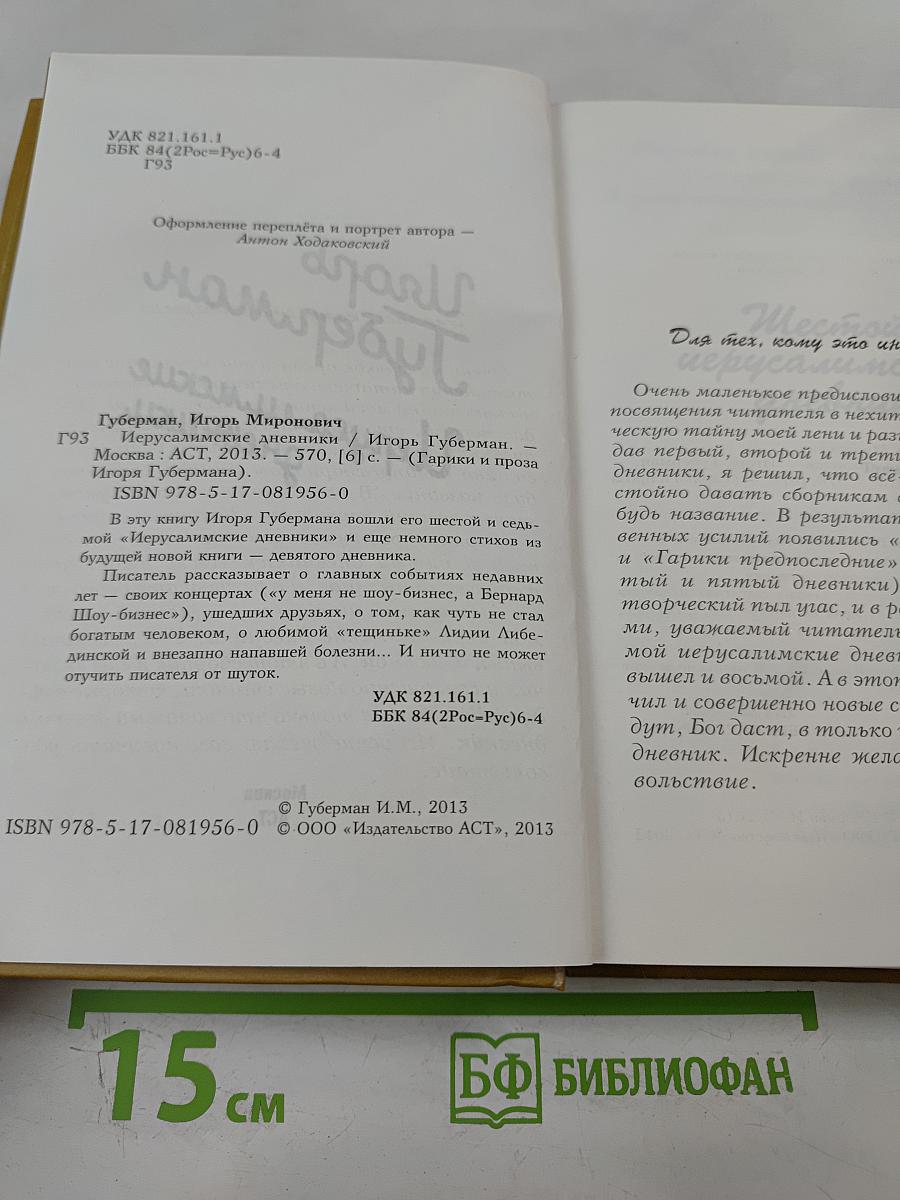 УДК 821.161.1
ББК 84(2Рос=Рус)6-4
Г93
Оформление переплёта и портрет автора —
Антон Ходаковский
Губерман, Игорь Миронович
Г93 Иерусалимские дневники / Игорь Губерман. —
Москва : АСТ, 2013. — 570, [6] с. — (Гарики и проза
Игоря Губермана).
ISBN 978-5-17-081956-0
В эту книгу Игоря Губермана вошли его шестой и седь-
мой «Иерусалимские дневники» и еще немного стихов из
будущей новой книги — девятого дневника.
Писатель рассказывает о главных событиях недавних
лет — своих концертах («у меня не шоу-бизнес, а Бернард
Шоу-бизнес»), ушедших друзьях, о том, как чуть не стал
богатым человеком, о любимой «тещиньке» Лидии Либе-
динской и внезапно напавшей болезни... И ничто не может
отучить писателя от шуток.
УДК 821.161.1
ББК 84(2Рос=Рус)6-4
© Губерман И.М., 2013
ISBN 978-5-17-081956-0 © ООО «Издательство АСТ», 2013
Для тех, кому это ин
Очень маленькое предислови
посвящения читателя в нехит
ческую тайну моей лени и разг
дав первый, второй и трети
дневники, я решил, что всё-
стойно давать сборникам
будь название. В результат
венных усилий появились «
и «Гарики предпоследние»
тый и пятый дневники)
творческий пыл угас, и в ре
ми, уважаемый читатель
мой иерусалимские днев
вышел и восьмой. А в этот
чил и совершенно новые с
дут, Бог даст, в только
дневник. Искренне жела
вольствие.
15 см
БФ БИБЛИОФАН